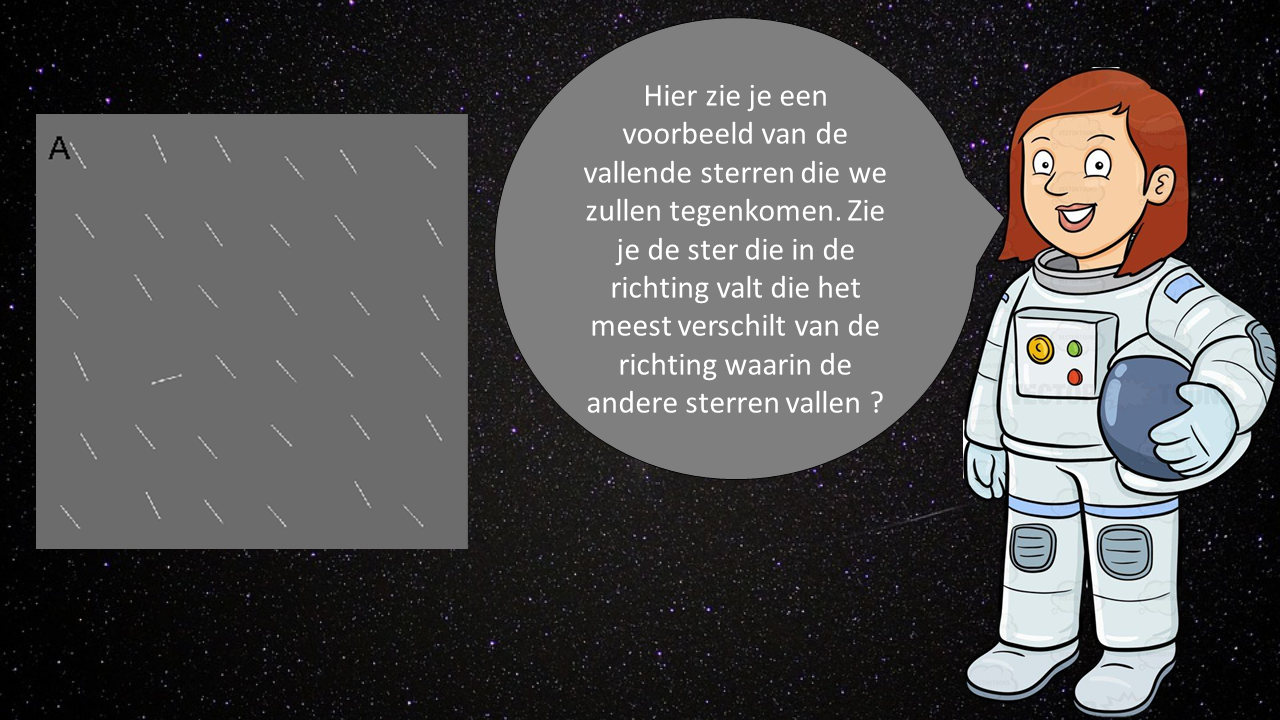 A
Hier zie je een
voorbeeld van de
vallende sterren die we
zullen tegenkomen. Zie
je de ster die in de
richting valt die het
meest verschilt van de
richting waarin de
andere sterren vallen ?